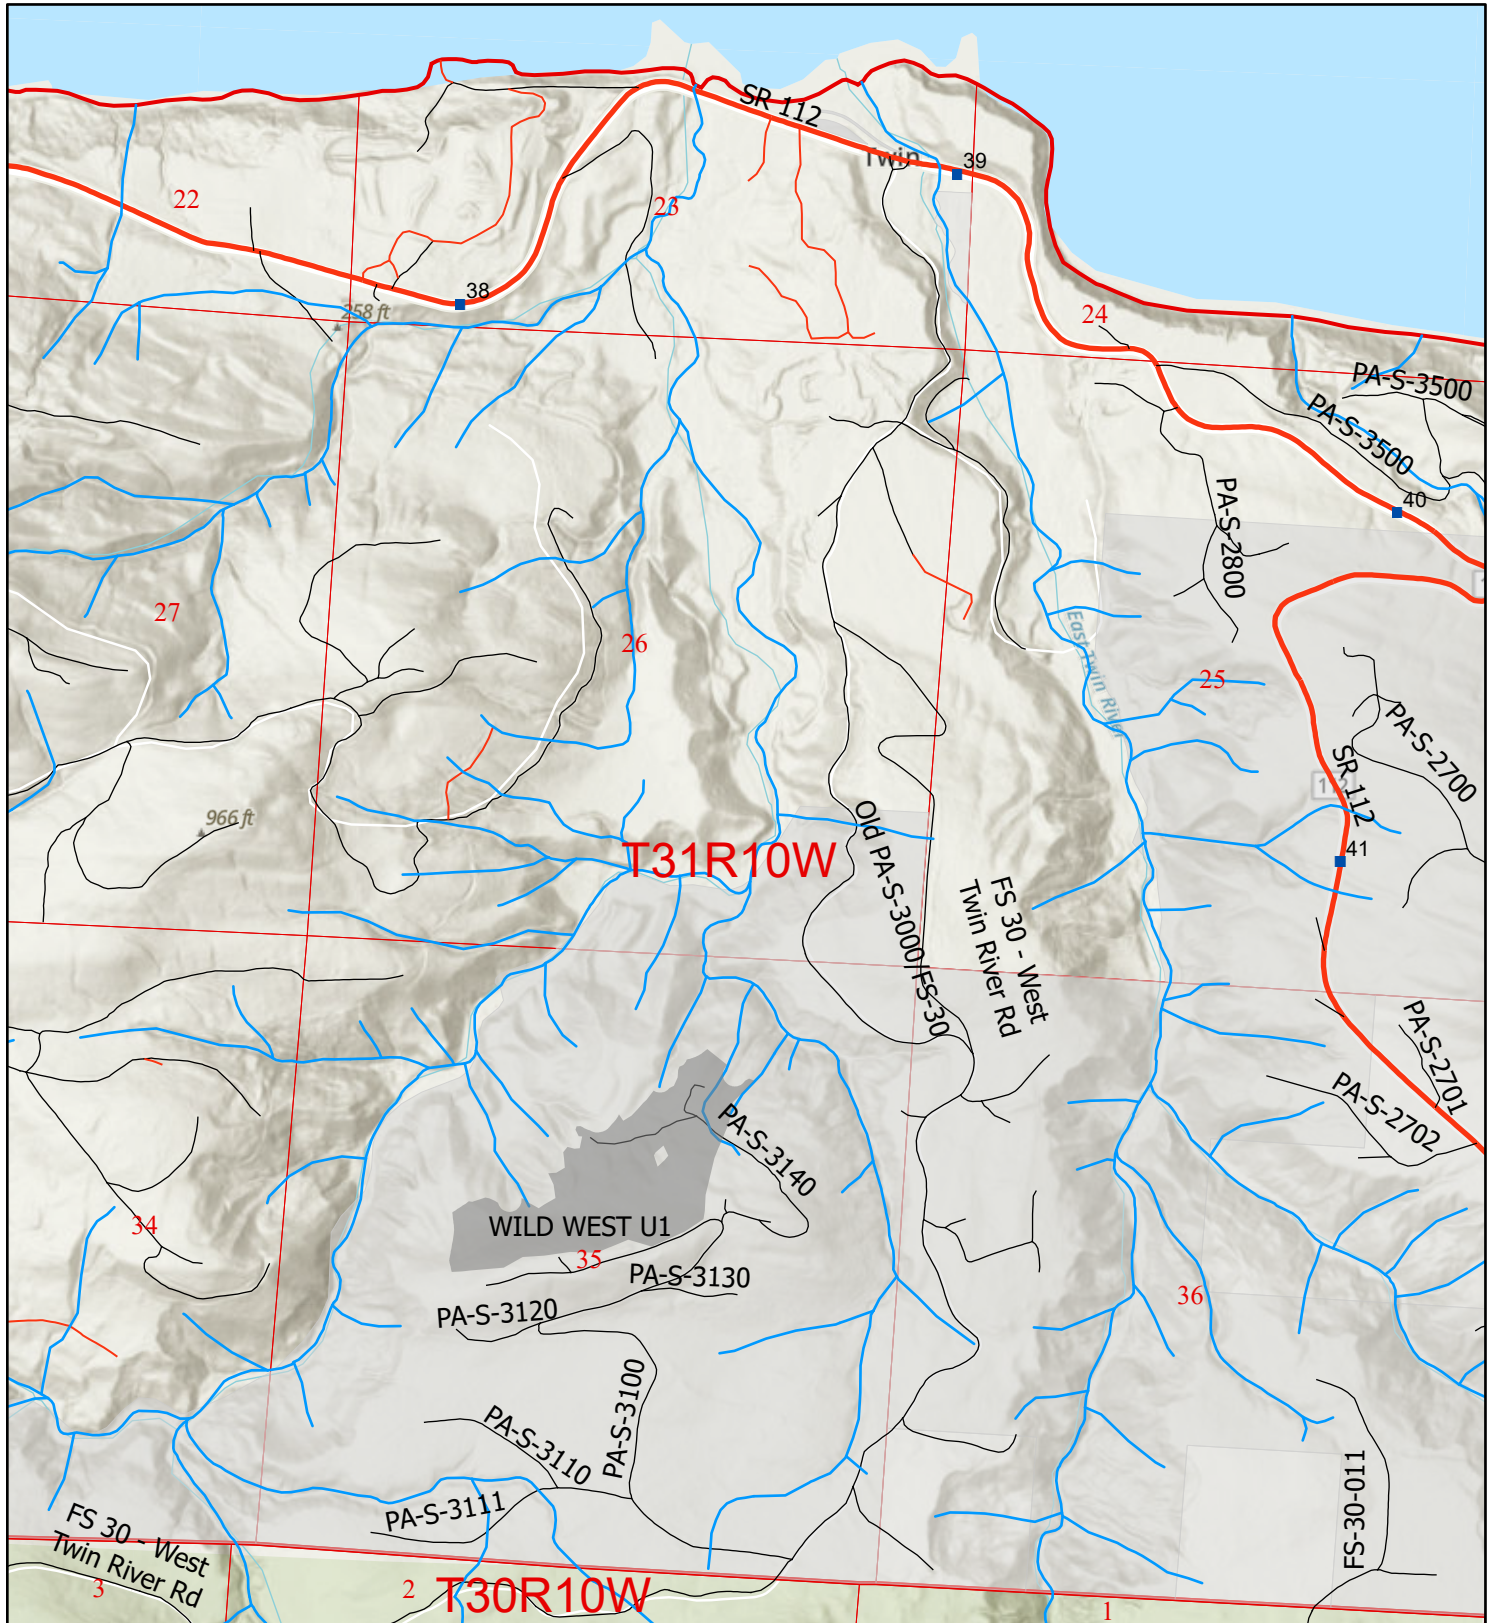 SR 112
Twin
39
22
23
38
258 ft
24
PA-S-3500
PA-S-3500
40
PA-S-2800
27
26
East Twin River
25
PA-S-2700
SR 112
966 ft
41
T31R10W
Old PA-S-3000/FS-30
FS 30 - West
Twin River Rd
PA-S-2701
PA-S-2702
PA-S-3140
34
WILD WEST U1
35
PA-S-3130
36
PA-S-3120
PA-S-3100
PA-S-3110
PA-S-3111
FS-30-011
FS 30 - West
Twin River Rd
3
2
T30R10W
1